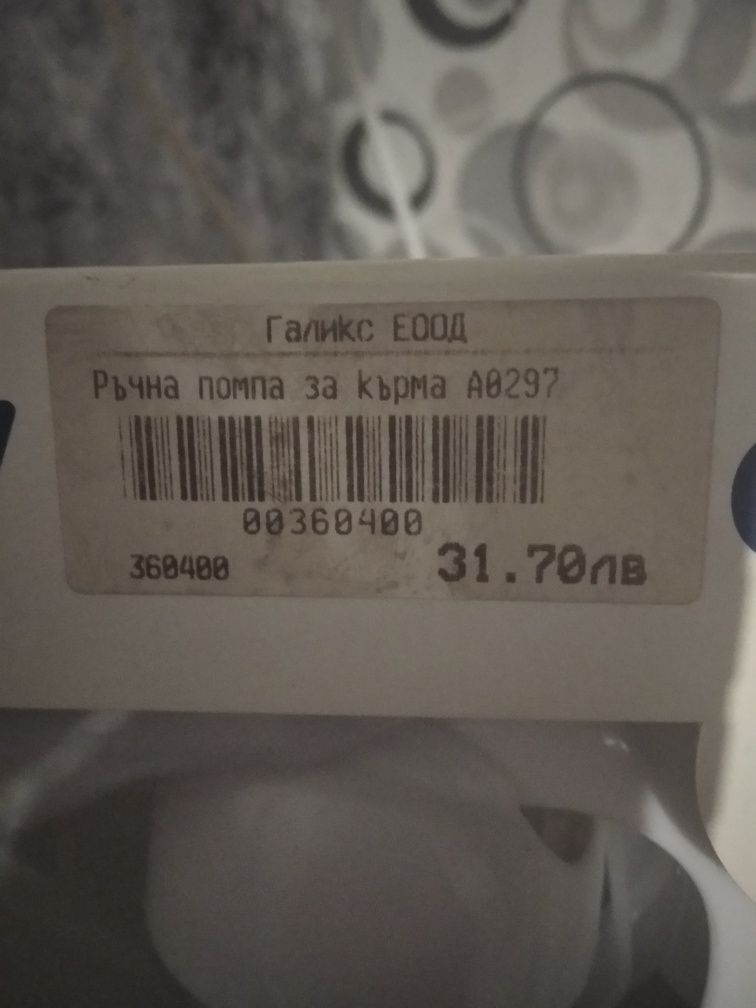 Галикс ЕООД
Ръчна помпа за кърма А0297
00360400
360400
31.70лв